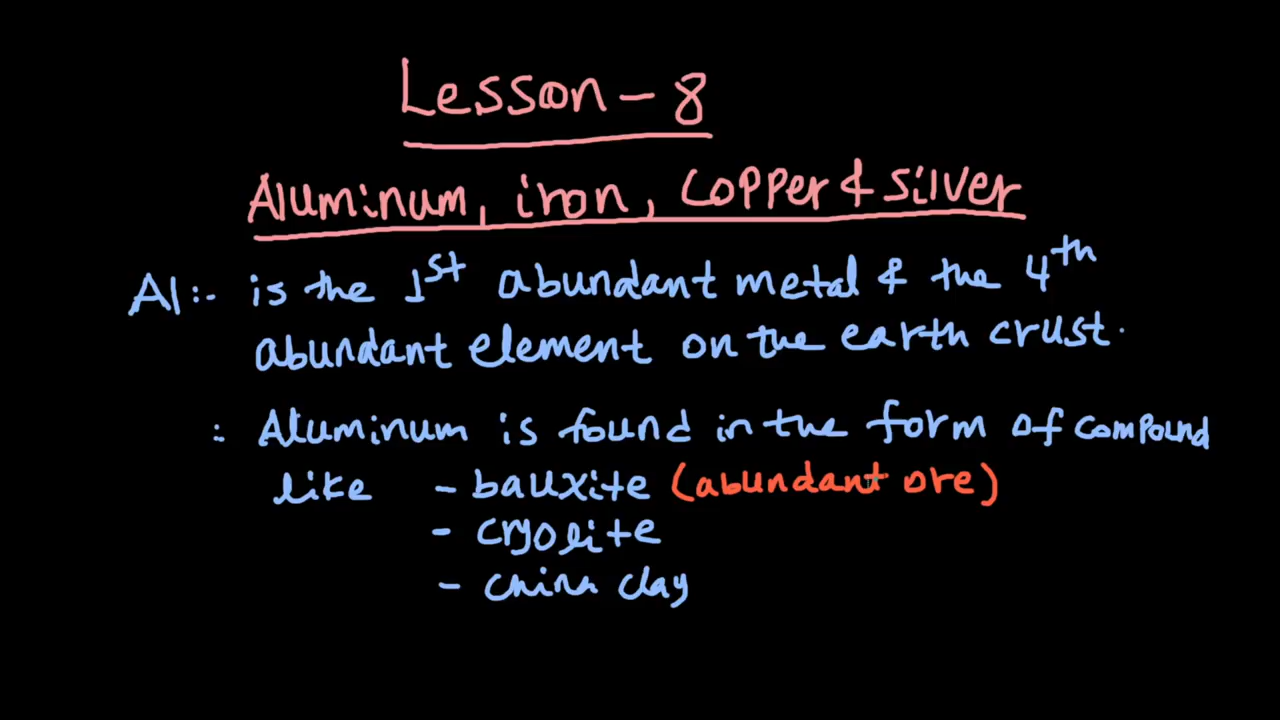 Lesson - 8
Aluminum, iron, copper & silver
Al :- is the 1st abundant metal & the 4th
abundant element on the earth crust.
: Aluminum is found in the form of compound
like - bauxite (abundant ore)
- cryolite
- china clay